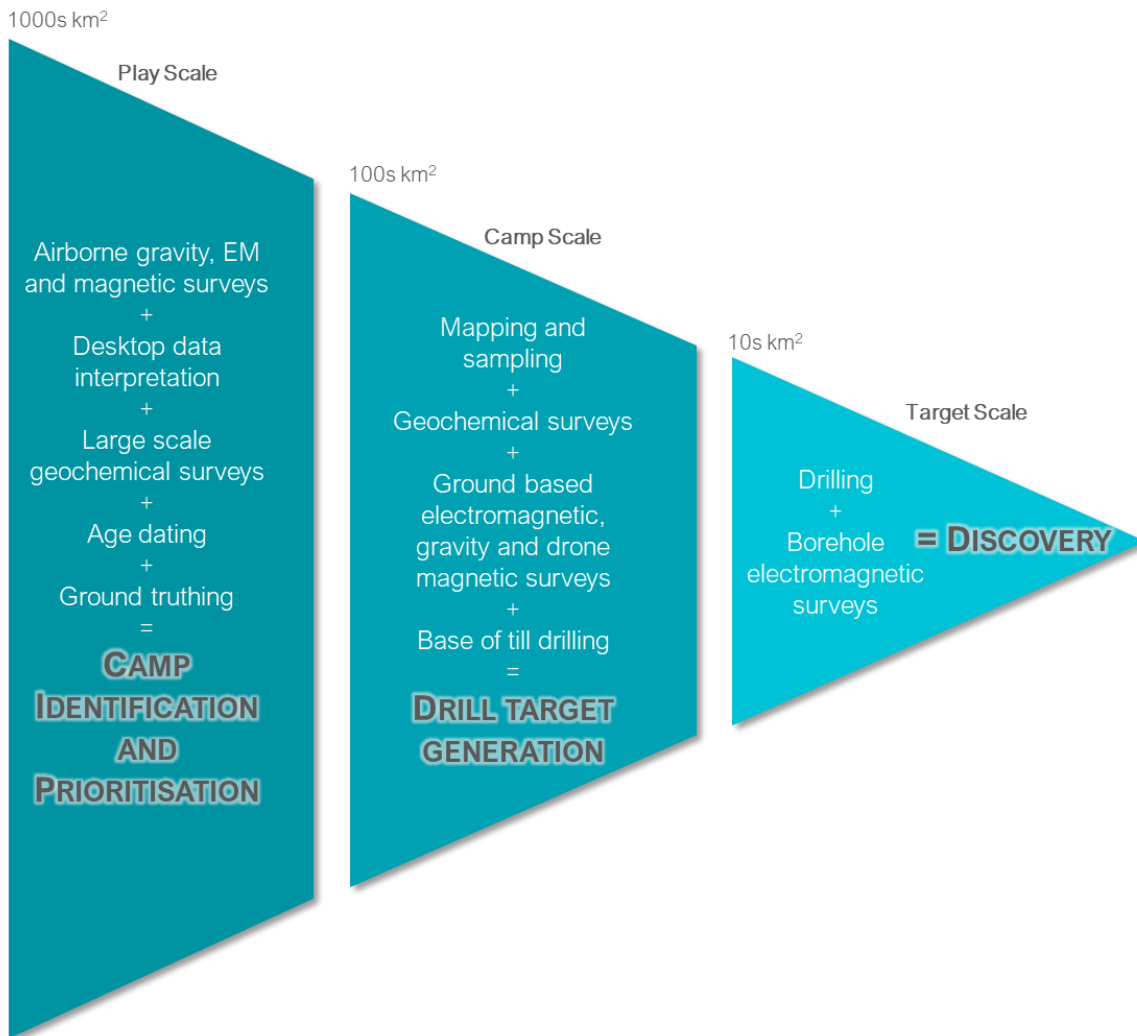 1000s km²
Play Scale
Airborne gravity, EM
and magnetic surveys
+
Desktop data
interpretation
+
Large scale
geochemical surveys
+
Age dating
+
Ground truthing
=
CAMP
IDENTIFICATION
AND
PRIORITISATION
100s km²
Camp Scale
Mapping and
sampling
+
Geochemical surveys
+
Ground based
electromagnetic,
gravity and drone
magnetic surveys
+
Base of till drilling
=
DRILL TARGET
GENERATION
10s km²
Target Scale
Drilling
+
Borehole
electromagnetic
surveys
= DISCOVERY